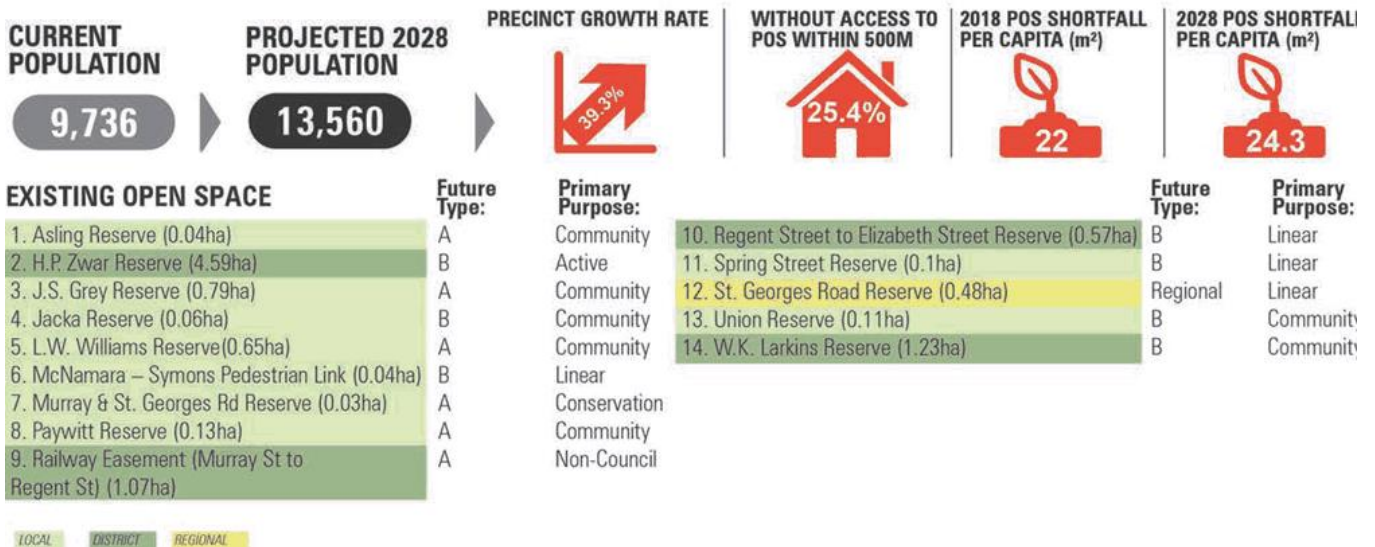 CURRENT
POPULATION
9,736
PROJECTED 2028
POPULATION
13,560
PRECINCT GROWTH RATE
39.3%
WITHOUT ACCESS TO
POS WITHIN 500M
25.4%
2018 POS SHORTFALL
PER CAPITA (m²)
22
2028 POS SHORTFAL
PER CAPITA (m²)
24.3
EXISTING OPEN SPACE
Future
Type:
Primary
Purpose:
1. Asling Reserve (0.04ha) A Community
2. H.P. Zwar Reserve (4.59ha) B Active
3. J.S. Grey Reserve (0.79ha) A Community
4. Jacka Reserve (0.06ha) B Community
5. L.W. Williams Reserve(0.65ha) A Community
6. McNamara – Symons Pedestrian Link (0.04ha) B Linear
7. Murray & St. Georges Rd Reserve (0.03ha) A Conservation
8. Paywitt Reserve (0.13ha) A Community
9. Railway Easement (Murray St to A Non-Council
Regent St) (1.07ha)
Future
Type:
Primary
Purpose:
10. Regent Street to Elizabeth Street Reserve (0.57ha) B Linear
11. Spring Street Reserve (0.1ha) B Linear
12. St. Georges Road Reserve (0.48ha) Regional Linear
13. Union Reserve (0.11ha) B Community
14. W.K. Larkins Reserve (1.23ha) B Community
LOCAL DISTRICT REGIONAL